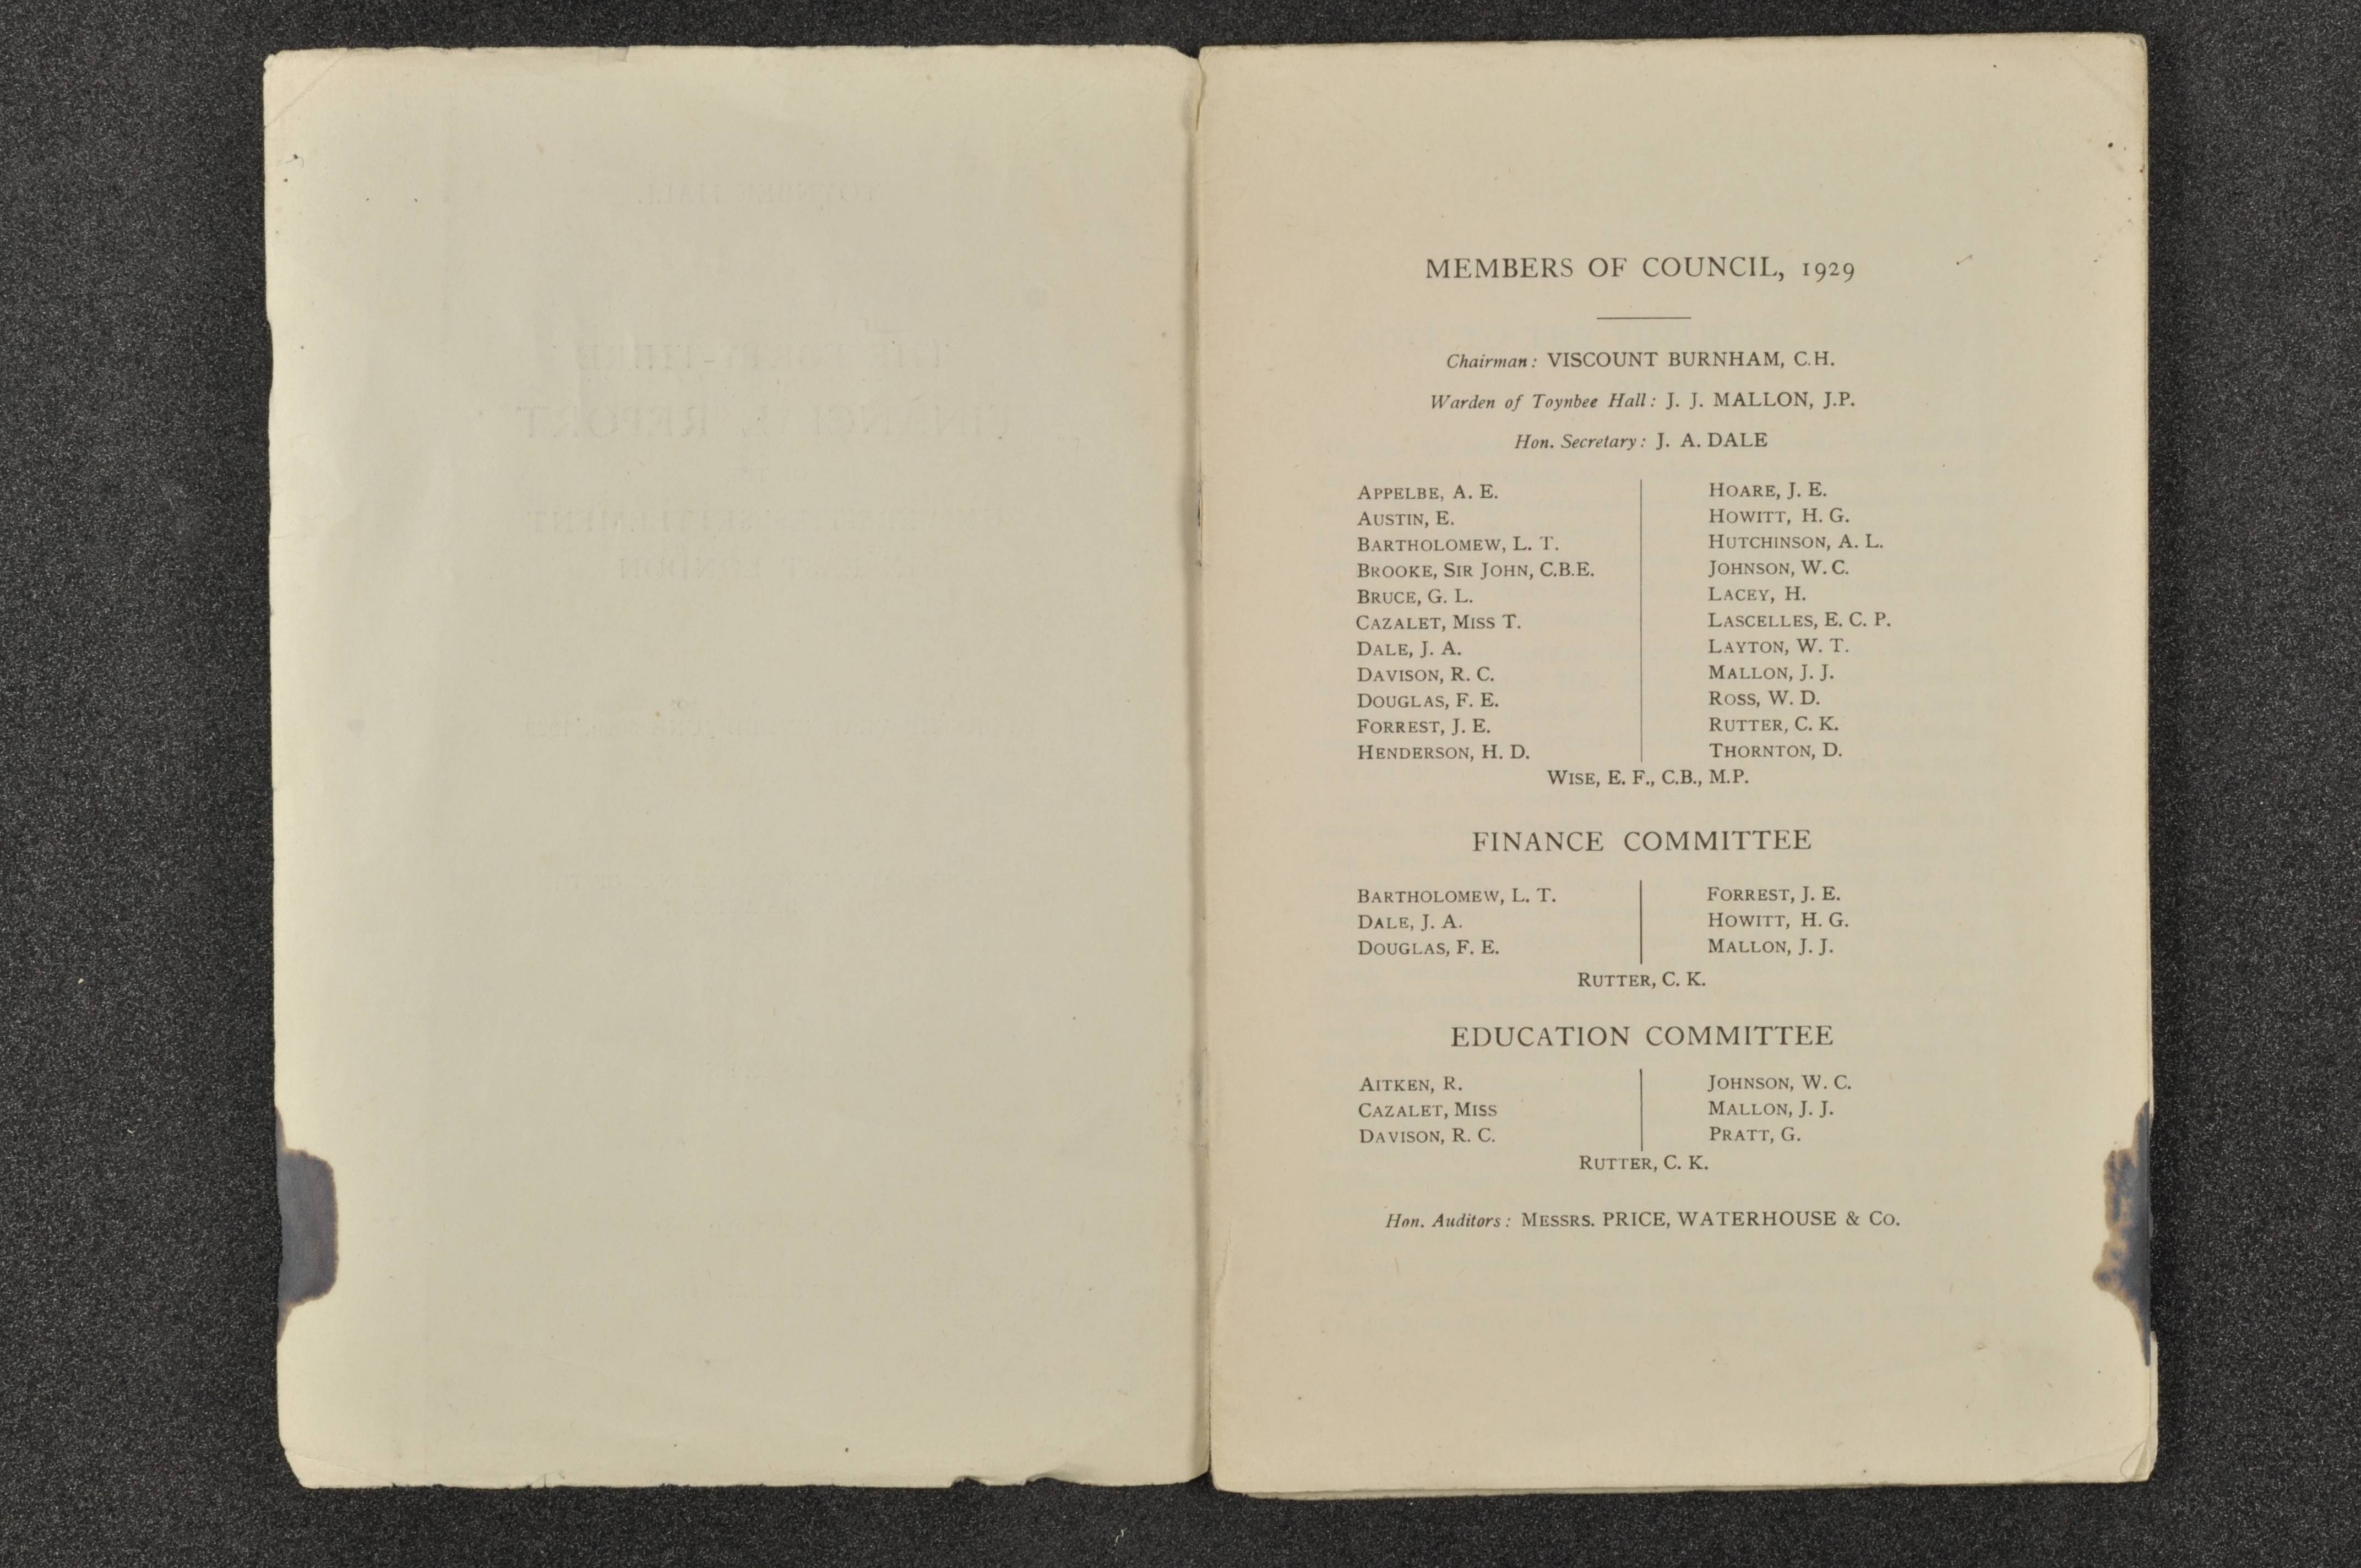 MEMBERS OF COUNCIL, 1929
Chairman: VISCOUNT BURNHAM, C.H.
Warden of Toynbee Hall: J. J. MALLON, J.P.
Hon. Secretary: J. A. DALE
APPELBE, A. E.
AUSTIN, E.
BARTHOLOMEW, L. T.
BROOKE, SIR JOHN, C.B.E.
BRUCE, G. L.
CAZALET, MISS T.
DALE, J. A.
DAVISON, R. C.
DOUGLAS, F. E.
FORREST, J. E.
HENDERSON, H. D.
HOARE, J. E.
HOWITT, H. G.
HUTCHINSON, A. L.
JOHNSON, W. C.
LACEY, H.
LASCELLES, E. C. P.
LAYTON, W. T.
MALLON, J. J.
ROSS, W. D.
RUTTER, C. K.
THORNTON, D.
WISE, E. F., C.B., M.P.
FINANCE COMMITTEE
BARTHOLOMEW, L. T.
DALE, J. A.
DOUGLAS, F. E.
FORREST, J. E.
HOWITT, H. G.
MALLON, J. J.
RUTTER, C. K.
EDUCATION COMMITTEE
AITKEN, R.
CAZALET, MISS
DAVISON, R. C.
JOHNSON, W. C.
MALLON, J. J.
PRATT, G.
RUTTER, C. K.
Hon. Auditors: MESSRS. PRICE, WATERHOUSE & CO.